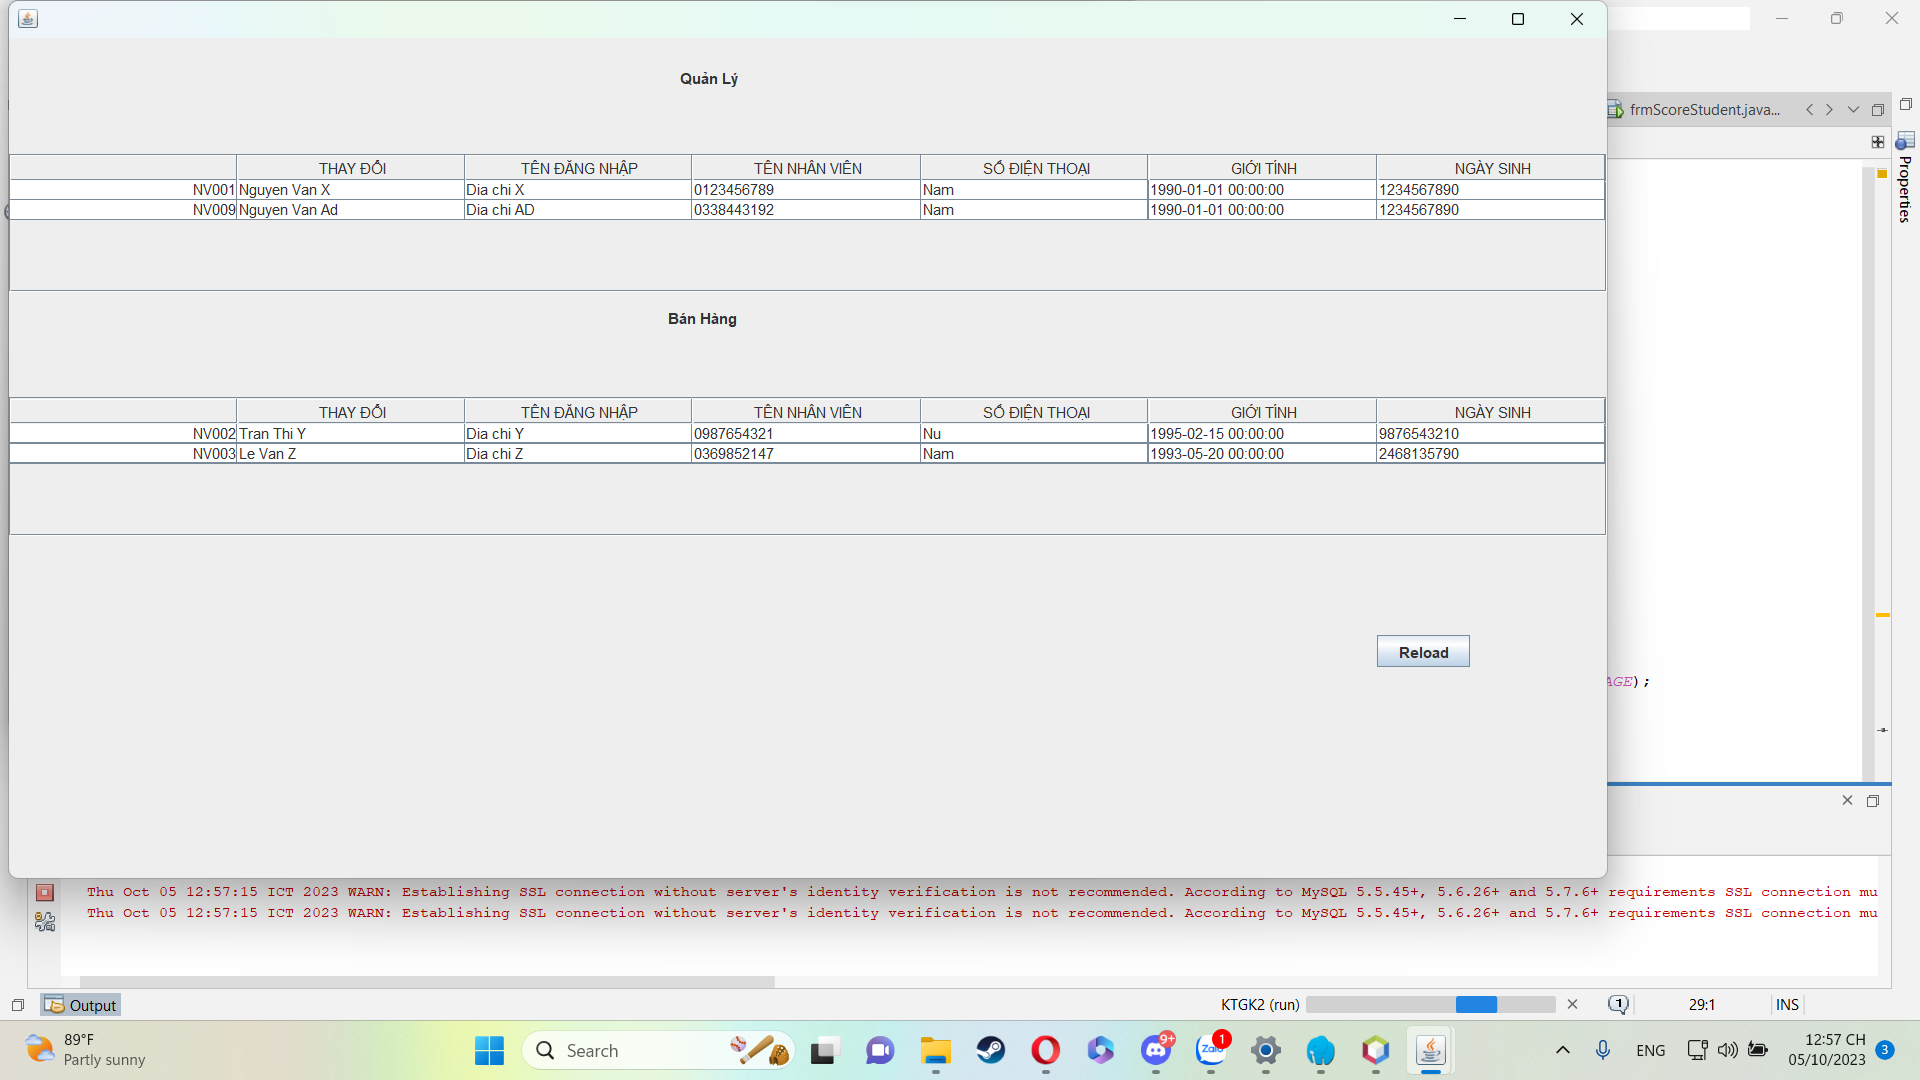 Quản Lý
frmScoreStudent.java...
THAY ĐỔI TÊN ĐĂNG NHẬP TÊN NHÂN VIÊN SỐ ĐIỆN THOẠI GIỚI TÍNH NGÀY SINH
NV001 Nguyen Van X Dia chi X 0123456789 Nam 1990-01-01 00:00:00 1234567890
NV009 Nguyen Van Ad Dia chi AD 0338443192 Nam 1990-01-01 00:00:00 1234567890
Properties
Bán Hàng
THAY ĐỔI TÊN ĐĂNG NHẬP TÊN NHÂN VIÊN SỐ ĐIỆN THOẠI GIỚI TÍNH NGÀY SINH
NV002 Tran Thi Y Dia chi Y 0987654321 Nu 1995-02-15 00:00:00 9876543210
NV003 Le Van Z Dia chi Z 0369852147 Nam 1993-05-20 00:00:00 2468135790
Reload
AGE);
Thu Oct 05 12:57:15 ICT 2023 WARN: Establishing SSL connection without server's identity verification is not recommended. According to MySQL 5.5.45+, 5.6.26+ and 5.7.6+ requirements SSL connection mu
Thu Oct 05 12:57:15 ICT 2023 WARN: Establishing SSL connection without server's identity verification is not recommended. According to MySQL 5.5.45+, 5.6.26+ and 5.7.6+ requirements SSL connection mu
Output
KTGK2 (run)
1
29:1
INS
89°F
Partly sunny
Search
9+
Zalo
1
ENG
12:57 CH
05/10/2023
3